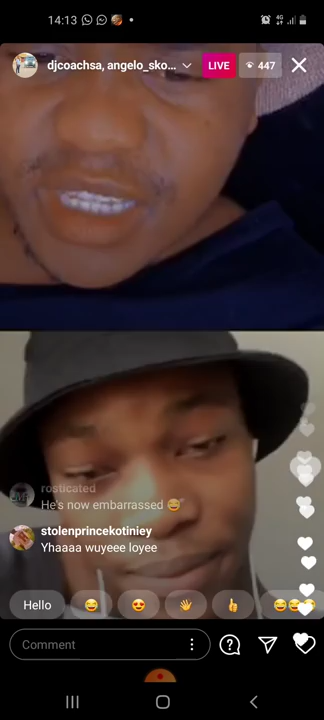 14:13
djcoachsa, angelo_sko...
LIVE
447
rosticated
He's now embarrassed 😅
stolenprincekotiniey
Yhaaaa wuyeee loyee
Hello
Comment